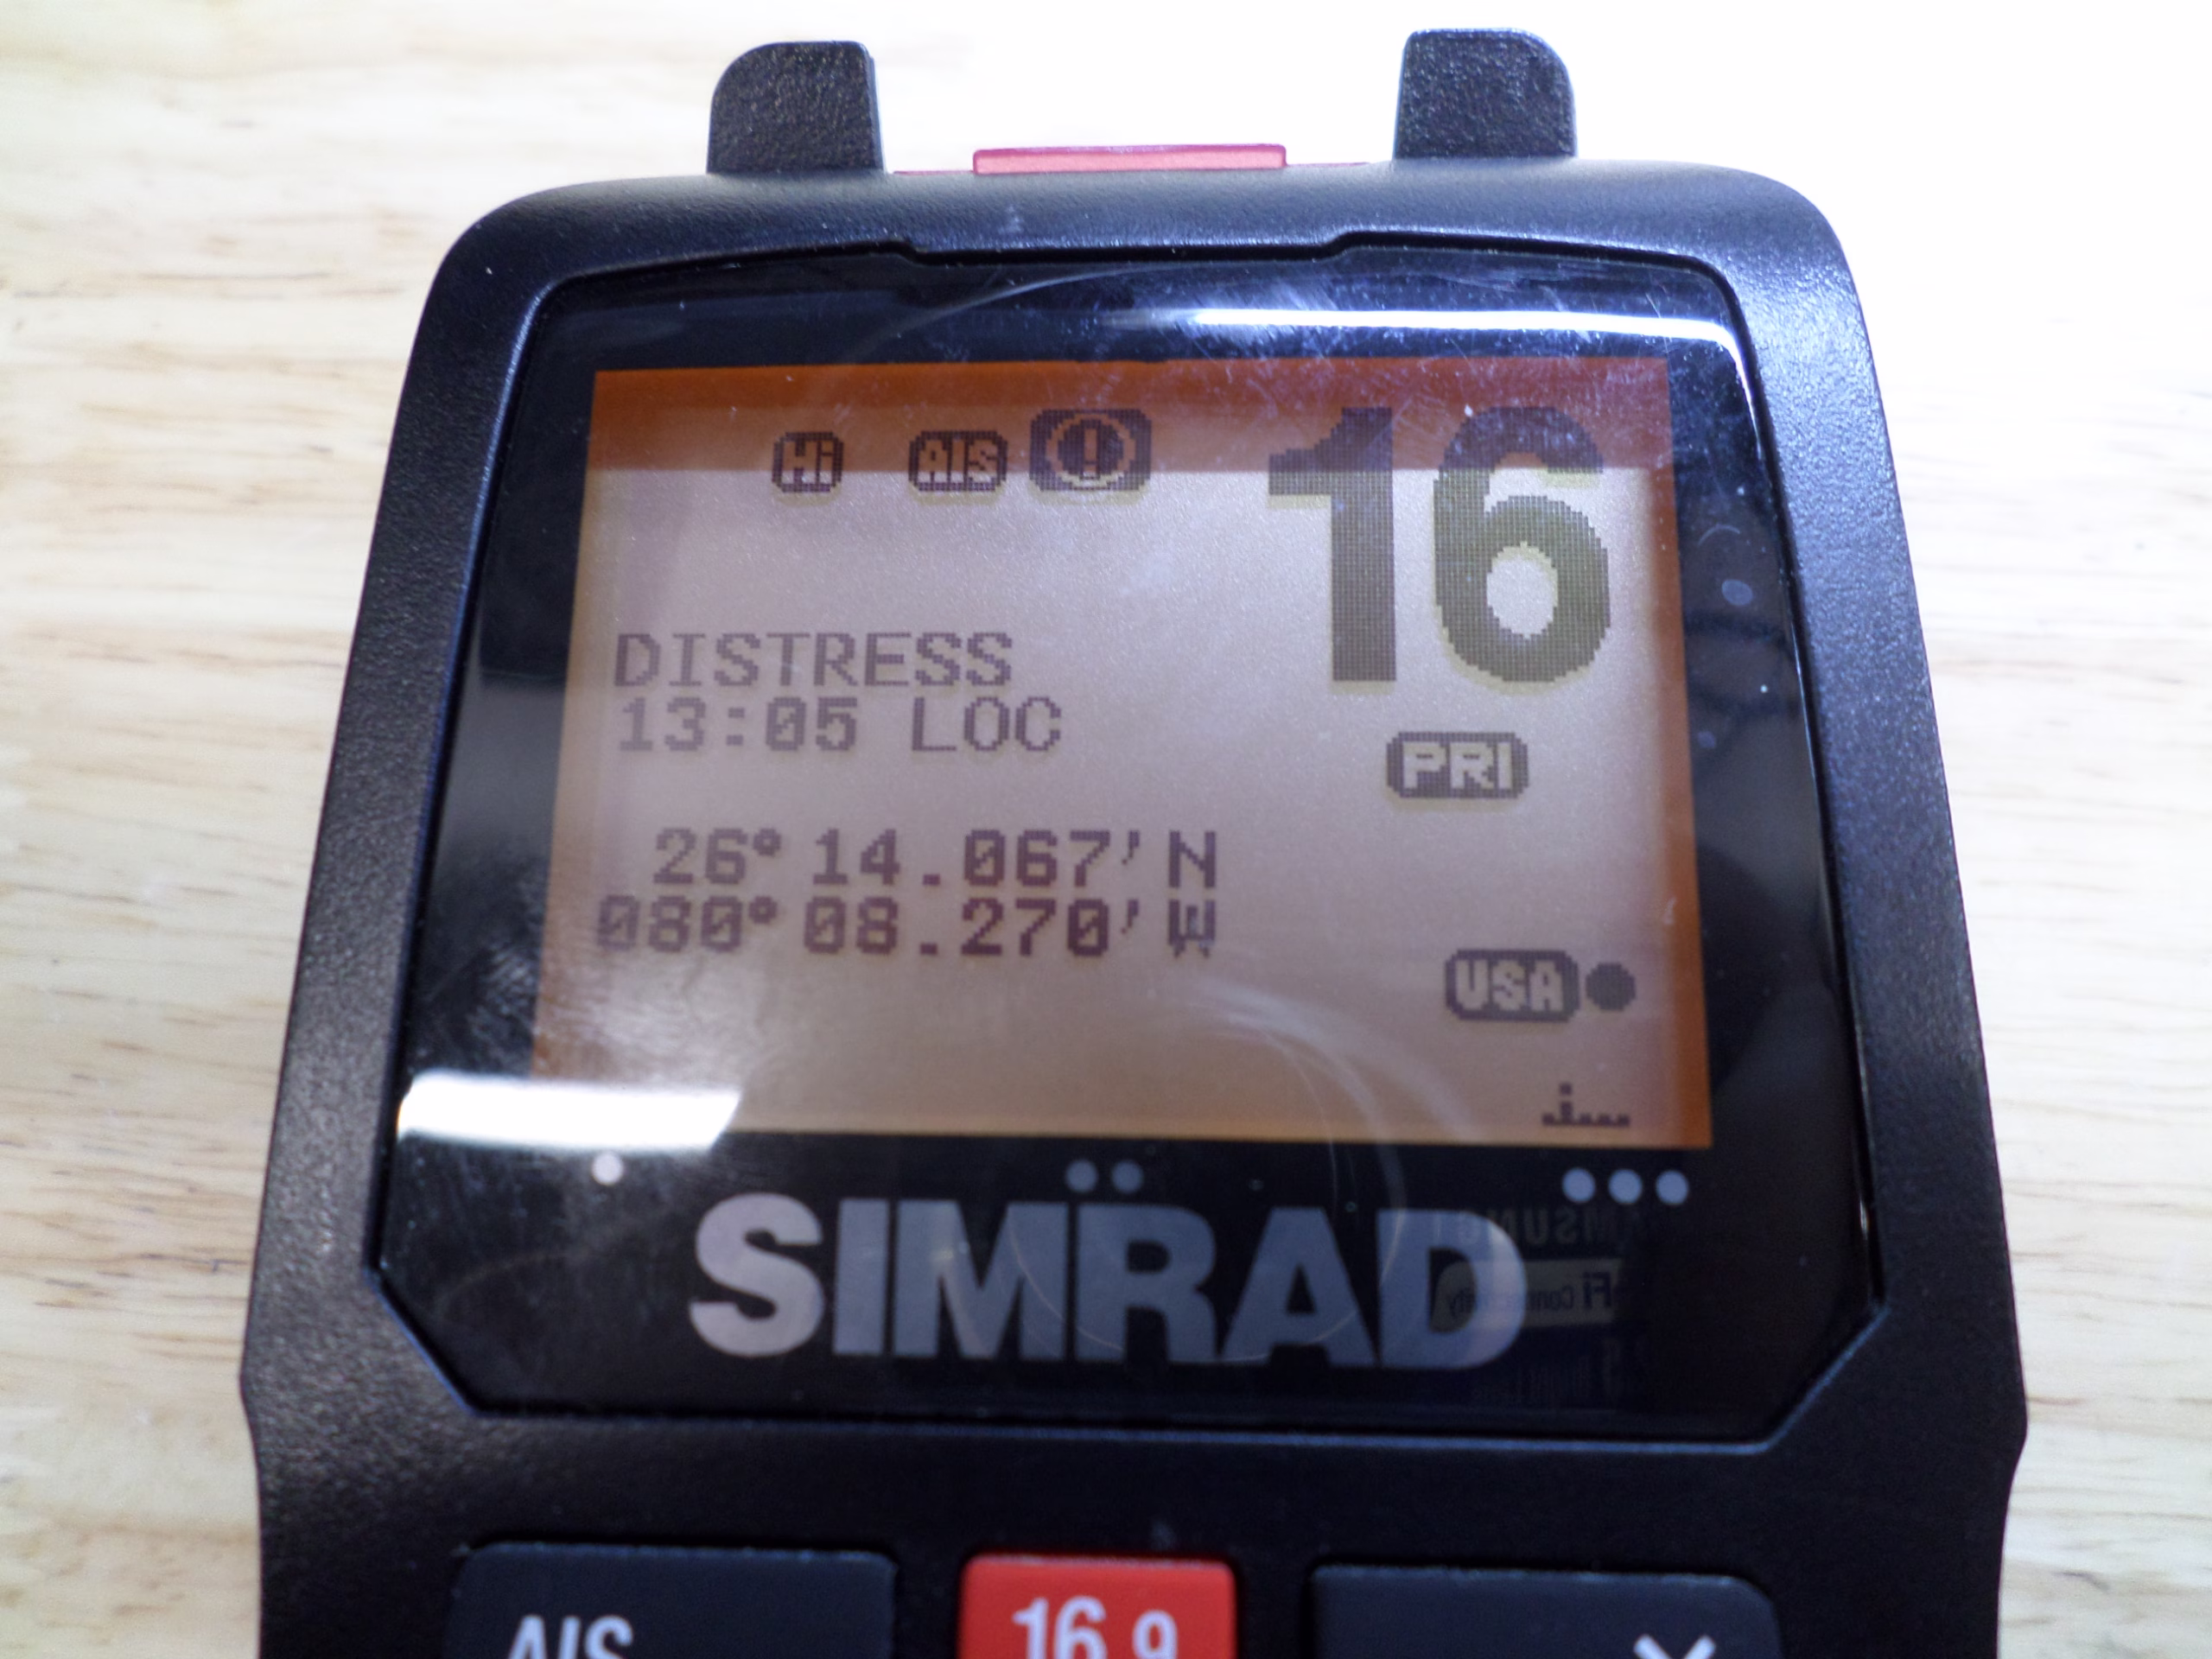 Hi AIS ! 16
DISTRESS
13:05 LOC
PRI
26° 14.067' N
080° 08.270' W
USA
SIMRAD
AIS 16 9 X